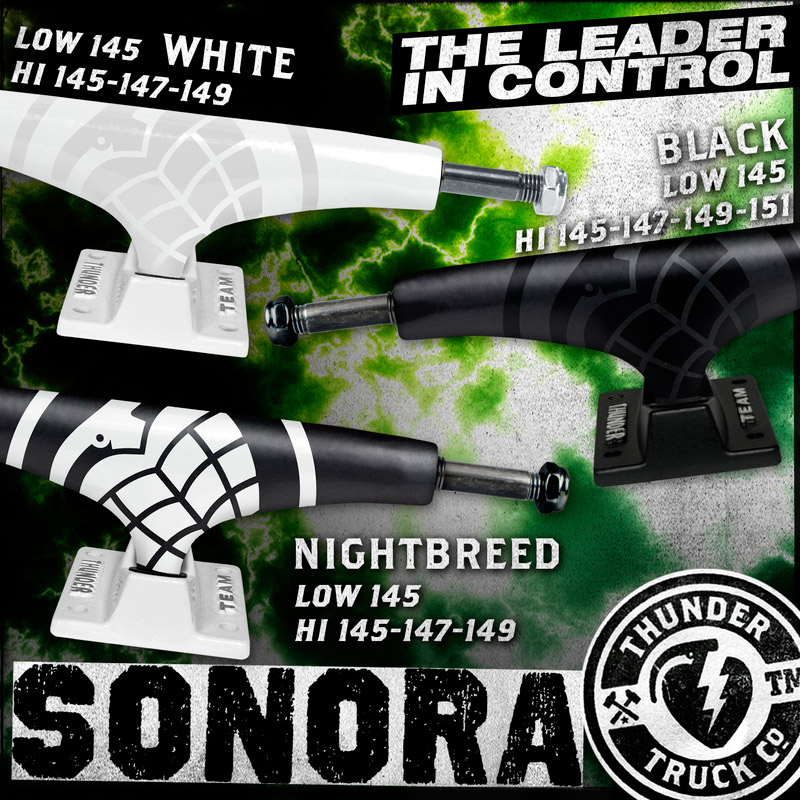 LOW 145 WHITE
HI 145-147-149
THE LEADER
IN CONTROL
BLACK
LOW 145
HI 145-147-149-151
THUNDER
TEAM
THUNDER
TEAM
THUNDER
TEAM
NIGHTBREED
LOW 145
HI 145-147-149
SONORA
THUNDER
TRUCK CO
TM